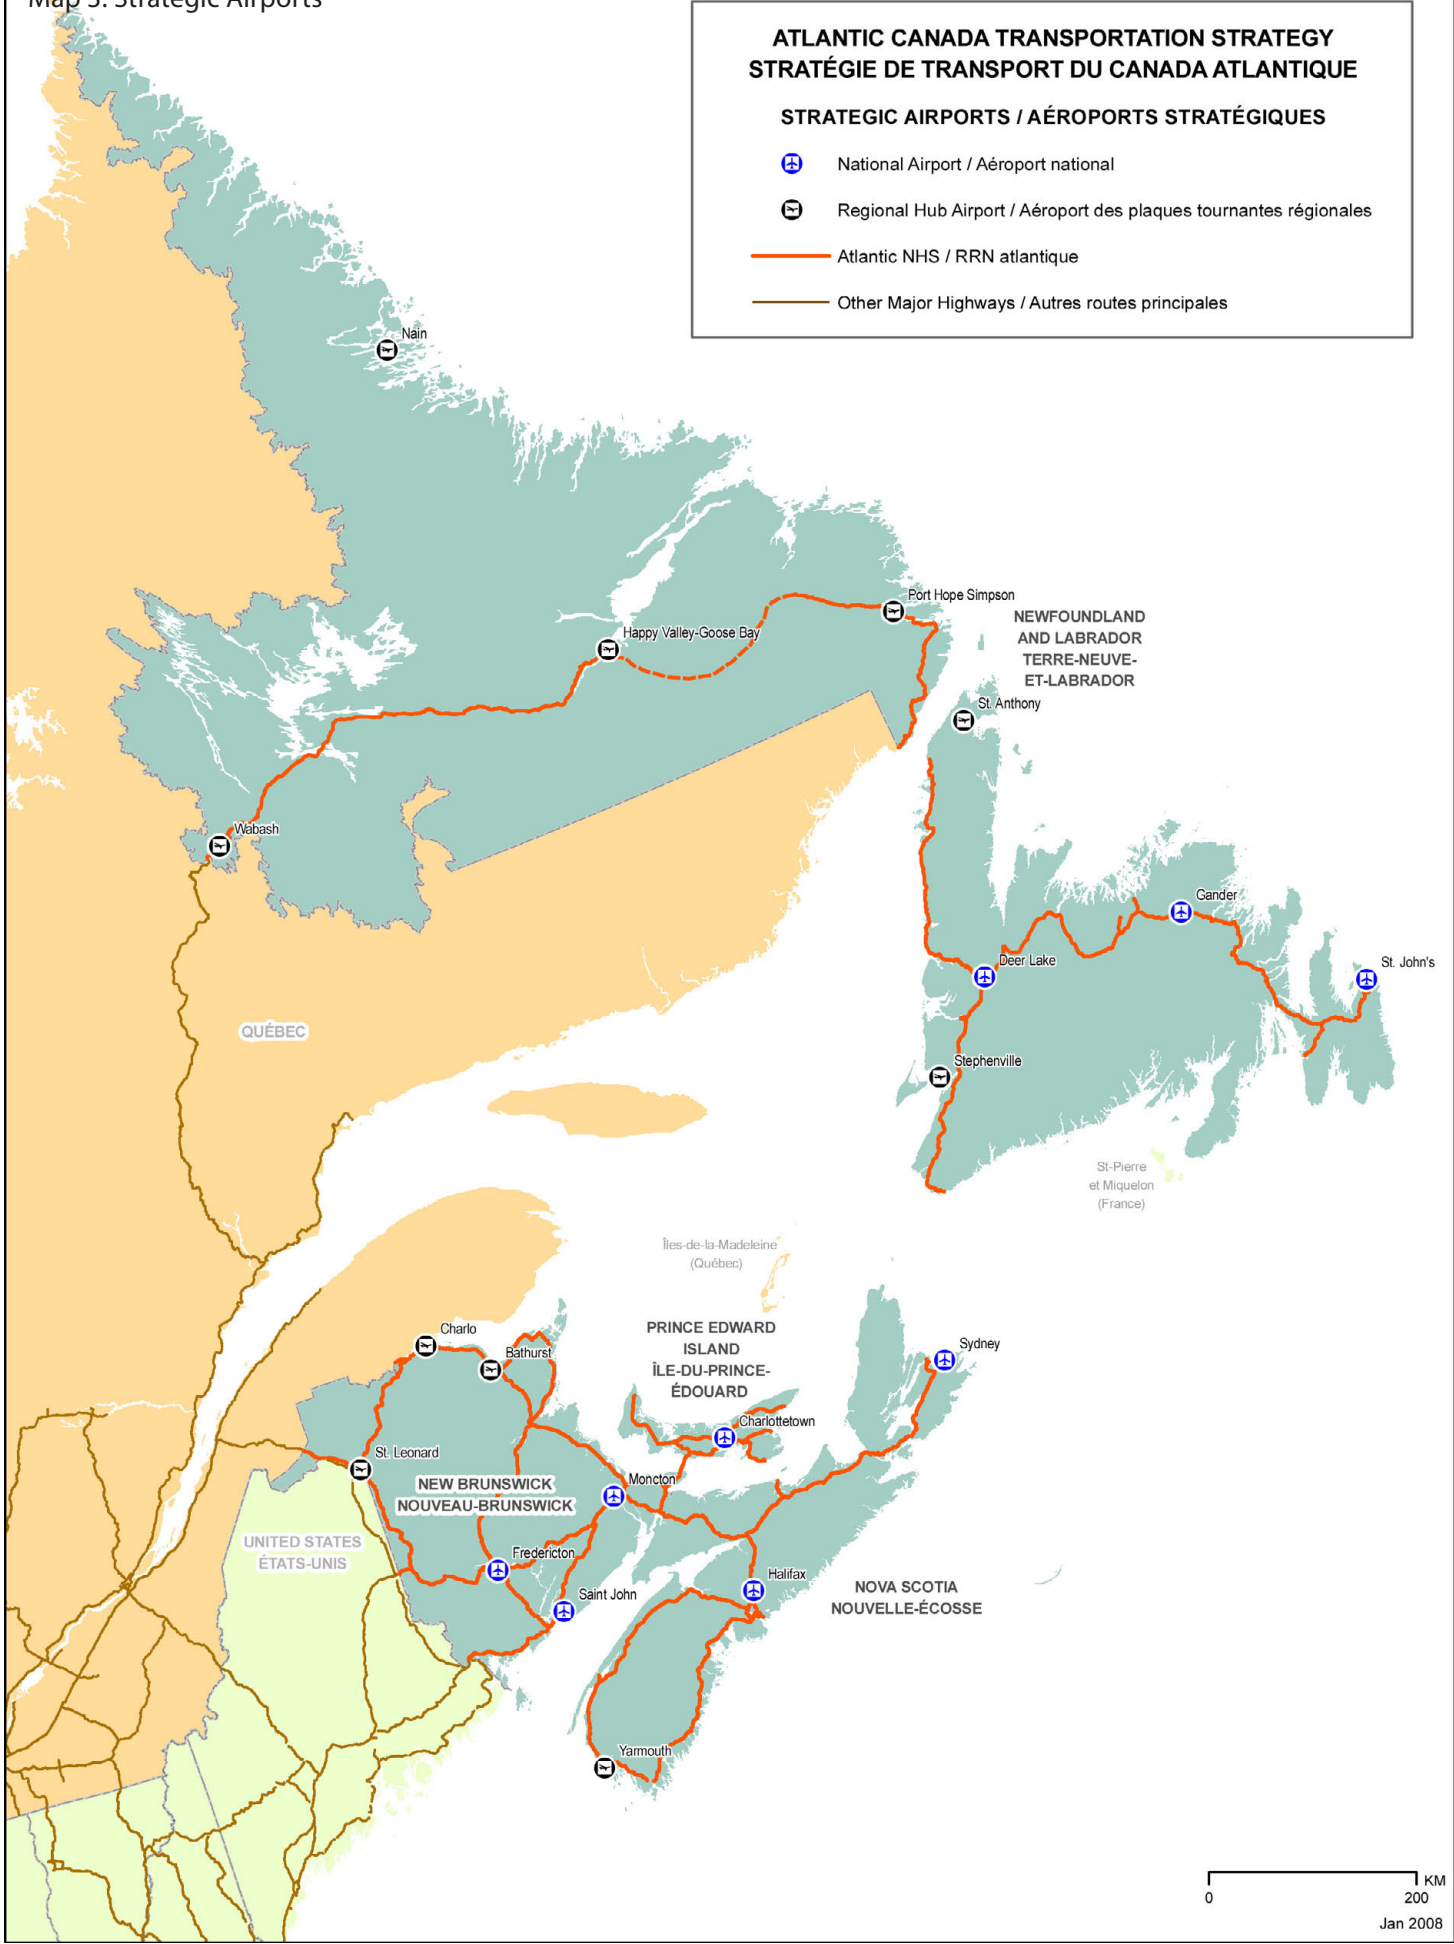 Map 3: Strategic Airports
ATLANTIC CANADA TRANSPORTATION STRATEGY
STRATÉGIE DE TRANSPORT DU CANADA ATLANTIQUE
STRATEGIC AIRPORTS / AÉROPORTS STRATÉGIQUES
National Airport / Aéroport national
Regional Hub Airport / Aéroport des plaques tournantes régionales
Atlantic NHS / RRN atlantique
Other Major Highways / Autres routes principales
Nain
Port Hope Simpson
NEWFOUNDLAND
AND LABRADOR
TERRE-NEUVE-
ET-LABRADOR
Happy Valley-Goose Bay
St. Anthony
Wabash
Gander
Deer Lake
St. John's
QUÉBEC
Stephenville
St-Pierre
et Miquelon
(France)
Îles-de-la-Madeleine
(Québec)
PRINCE EDWARD
ISLAND
ÎLE-DU-PRINCE-
ÉDOUARD
Charlo
Bathurst
Sydney
Charlottetown
St. Leonard
NEW BRUNSWICK
NOUVEAU-BRUNSWICK
Moncton
UNITED STATES
ÉTATS-UNIS
Fredericton
Saint John
Halifax
NOVA SCOTIA
NOUVELLE-ÉCOSSE
Yarmouth
KM
0 200
Jan 2008